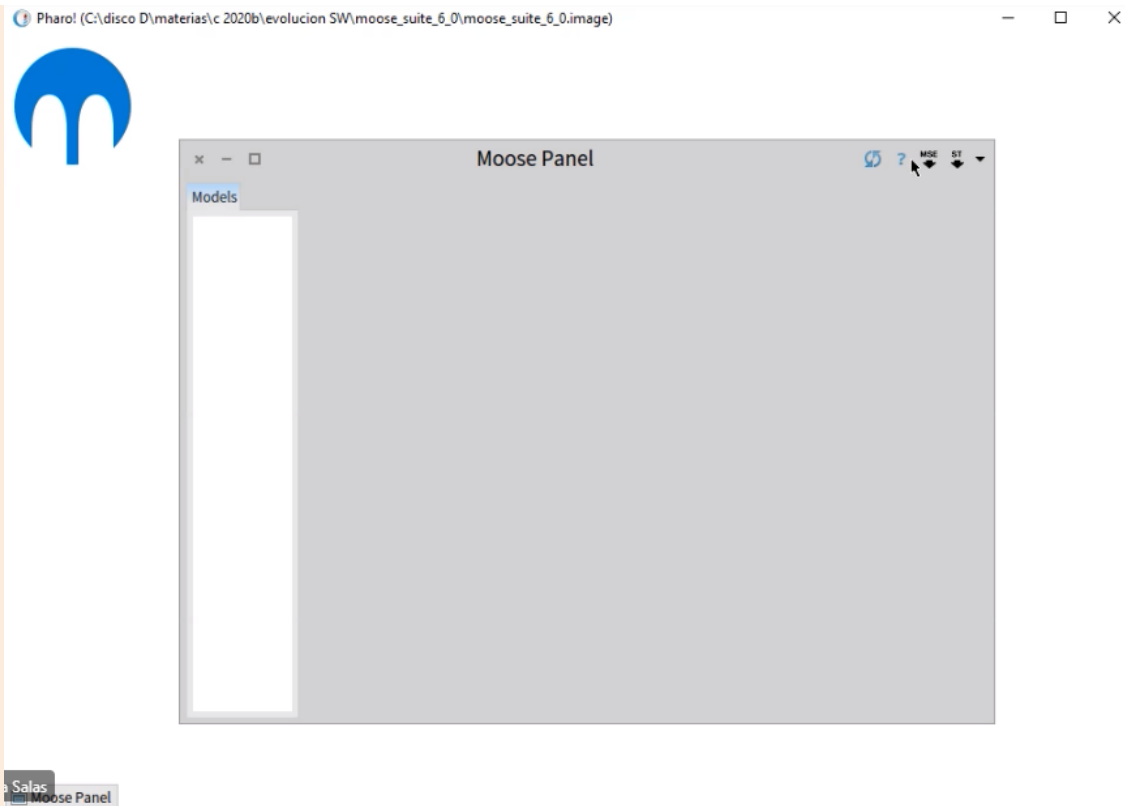 Pharo! (C:\disco D\materias\c 2020b\evolucion SW\moose_suite_6_0\moose_suite_6_0.image)
Moose Panel
? MSE ST
Models
a Salas
Moose Panel